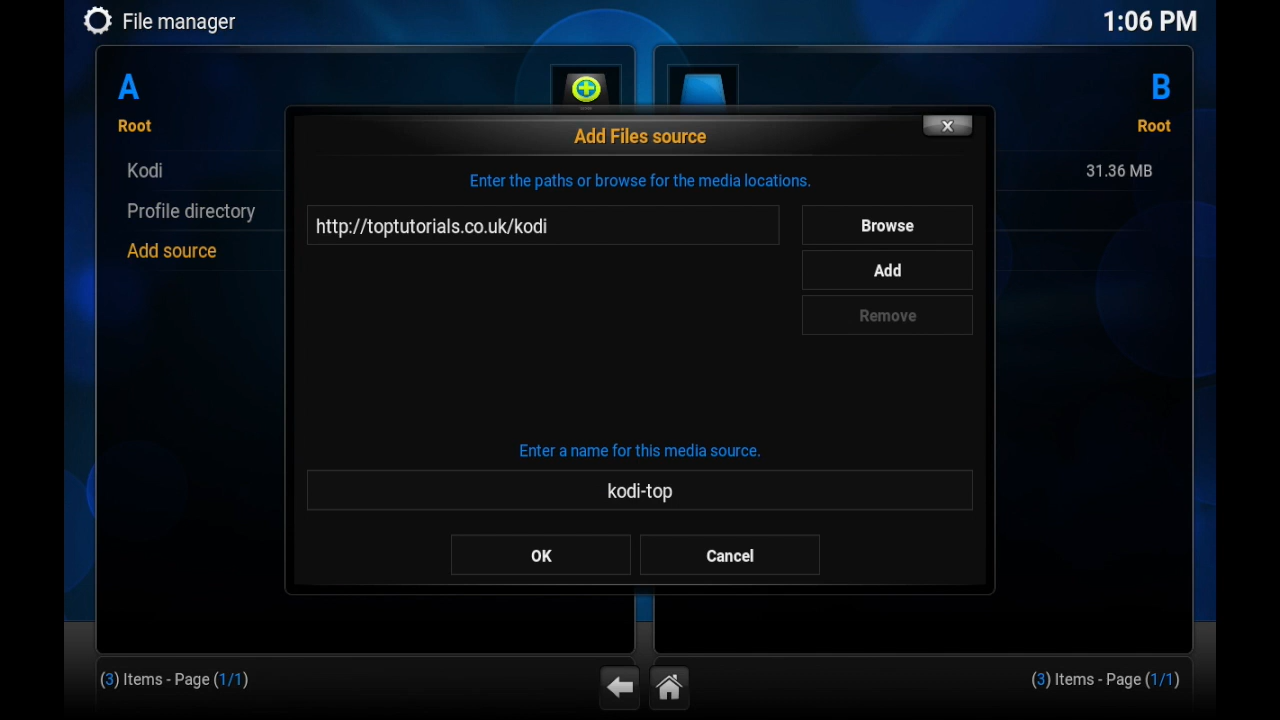 File manager
1:06 PM
A
B
Root
Root
Add Files source
x
Enter the paths or browse for the media locations.
Kodi
31.36 MB
Profile directory
Add source
http://toptutorials.co.uk/kodi
Browse
Add
Remove
Enter a name for this media source.
kodi-top
OK
Cancel
(3) Items - Page (1/1)
(3) Items - Page (1/1)